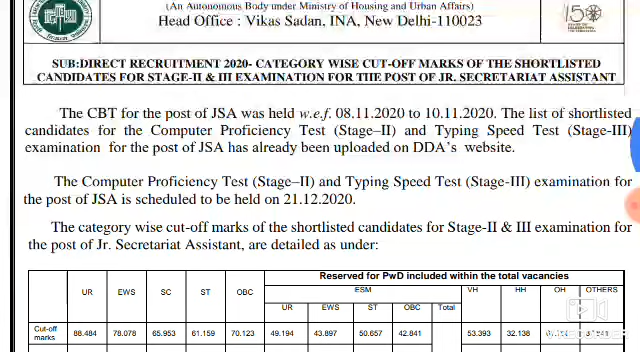 (An Autonomous Body under Ministry of Housing and Urban Affairs)
Head Office : Vikas Sadan, INA, New Delhi-110023
SUB:DIRECT RECRUITMENT 2020- CATEGORY WISE CUT-OFF MARKS OF THE SHORTLISTED
CANDIDATES FOR STAGE-II & III EXAMINATION FOR THE POST OF JR. SECRETARIAT ASSISTANT
The CBT for the post of JSA was held w.e.f. 08.11.2020 to 10.11.2020. The list of shortlisted
candidates for the Computer Proficiency Test (Stage–II) and Typing Speed Test (Stage-III)
examination for the post of JSA has already been uploaded on DDA's website.
The Computer Proficiency Test (Stage–II) and Typing Speed Test (Stage-III) examination for
the post of JSA is scheduled to be held on 21.12.2020.
The category wise cut-off marks of the shortlisted candidates for Stage-II & III examination for
the post of Jr. Secretariat Assistant, are detailed as under:
Reserved for PwD included within the total vacancies
UR EWS SC ST OBC ESM VH HH OH OTHERS
UR EWS ST OBC Total
Cut-off marks 88.484 78.078 65.953 61.159 70.123 49.194 43.897 50.657 42.841 53.393 32.138